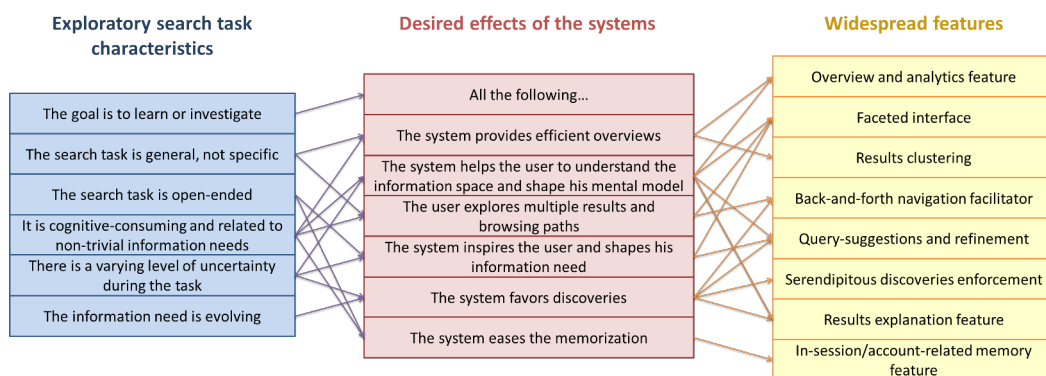 Exploratory search task
characteristics
The goal is to learn or investigate
The search task is general, not specific
The search task is open-ended
It is cognitive-consuming and related to
non-trivial information needs
There is a varying level of uncertainty
during the task
The information need is evolving
Desired effects of the systems
All the following...
The system provides efficient overviews
The system helps the user to understand the
information space and shape his mental model
The user explores multiple results and
browsing paths
The system inspires the user and shapes his
information need
The system favors discoveries
The system eases the memorization
Widespread features
Overview and analytics feature
Faceted interface
Results clustering
Back-and-forth navigation facilitator
Query-suggestions and refinement
Serendipitous discoveries enforcement
Results explanation feature
In-session/account-related memory
feature